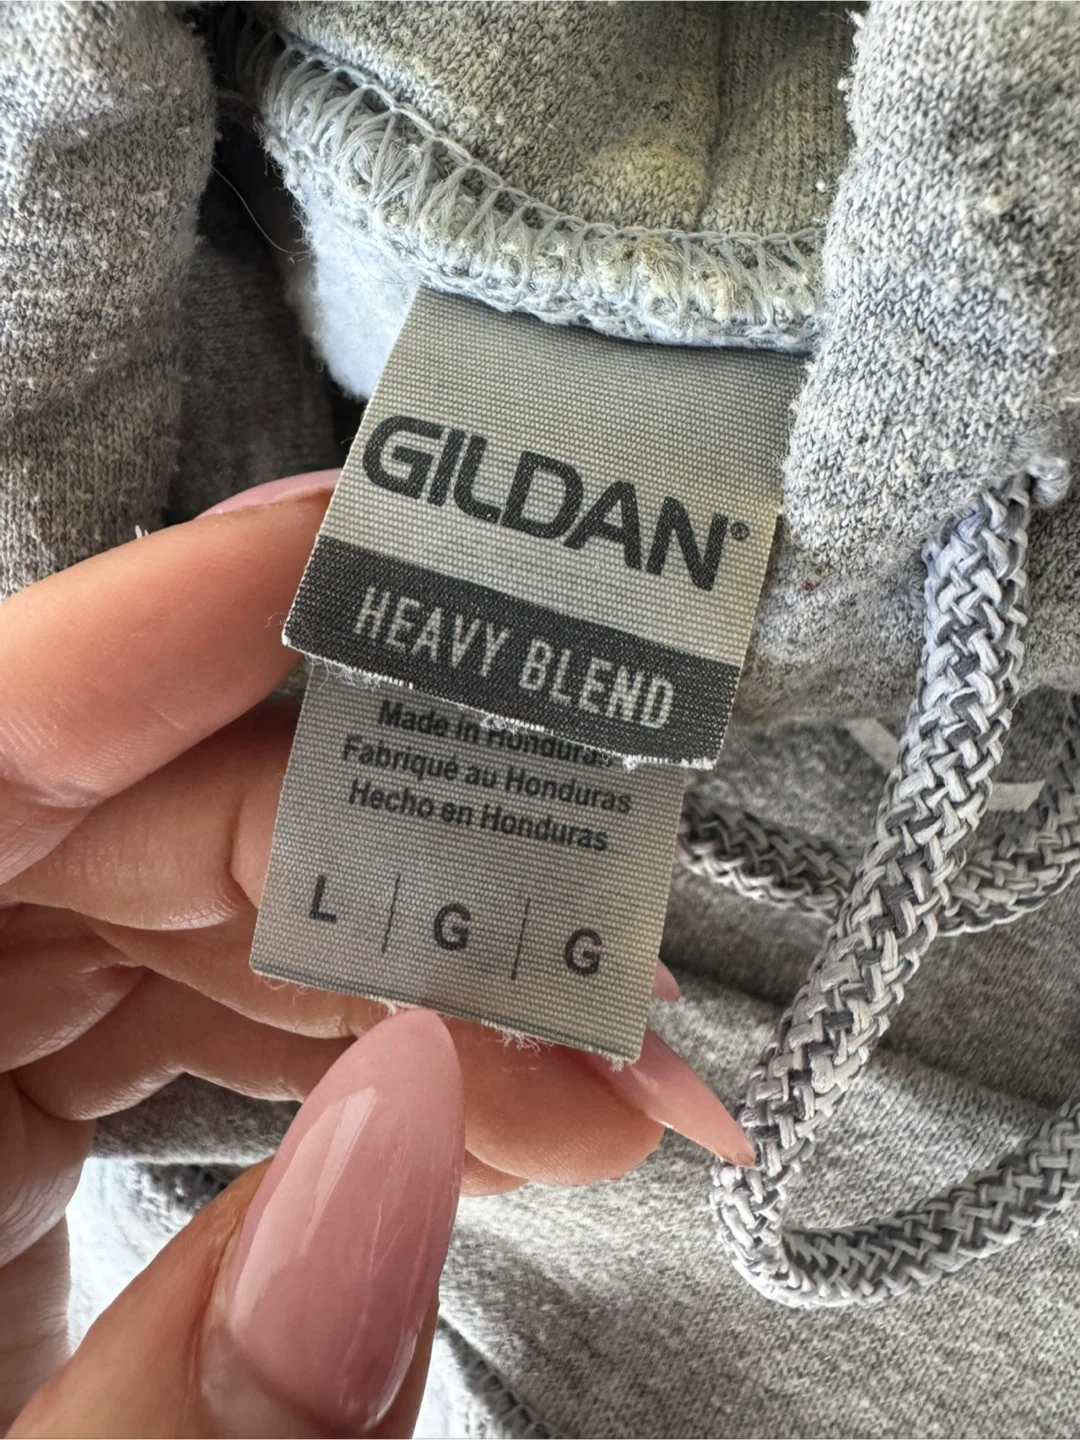 GILDAN®
HEAVY BLEND
Made in Honduras
Fabriqué au Honduras
Hecho en Honduras
L | G | G